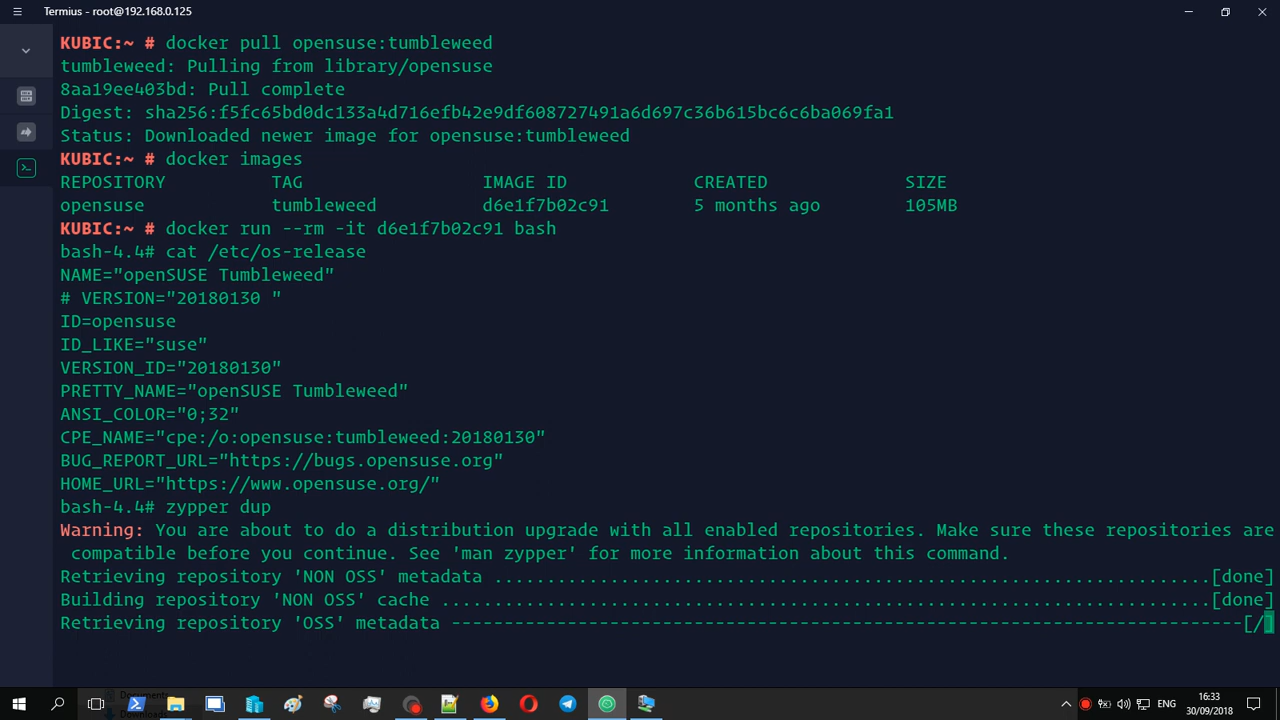 Termius - root@192.168.0.125
KUBIC:~ # docker pull opensuse:tumbleweed
tumbleweed: Pulling from library/opensuse
8aa19ee403bd: Pull complete
Digest: sha256:f5fc65bd0dc133a4d716efb42e9df608727491a6d697c36b615bc6c6ba069fa1
Status: Downloaded newer image for opensuse:tumbleweed
KUBIC:~ # docker images
REPOSITORY TAG IMAGE ID CREATED SIZE
opensuse tumbleweed d6e1f7b02c91 5 months ago 105MB
KUBIC:~ # docker run --rm -it d6e1f7b02c91 bash
bash-4.4# cat /etc/os-release
NAME="openSUSE Tumbleweed"
# VERSION="20180130 "
ID=opensuse
ID_LIKE="suse"
VERSION_ID="20180130"
PRETTY_NAME="openSUSE Tumbleweed"
ANSI_COLOR="0;32"
CPE_NAME="cpe:/o:opensuse:tumbleweed:20180130"
BUG_REPORT_URL="https://bugs.opensuse.org"
HOME_URL="https://www.opensuse.org/"
bash-4.4# zypper dup
Warning: You are about to do a distribution upgrade with all enabled repositories. Make sure these repositories are
compatible before you continue. See 'man zypper' for more information about this command.
Retrieving repository 'NON OSS' metadata ....................................................................[done]
Building repository 'NON OSS' cache .........................................................................[done]
Retrieving repository 'OSS' metadata ---------------------------------------------------------------------------[/]
Documents
Downloads
ENG
16:33
30/09/2018